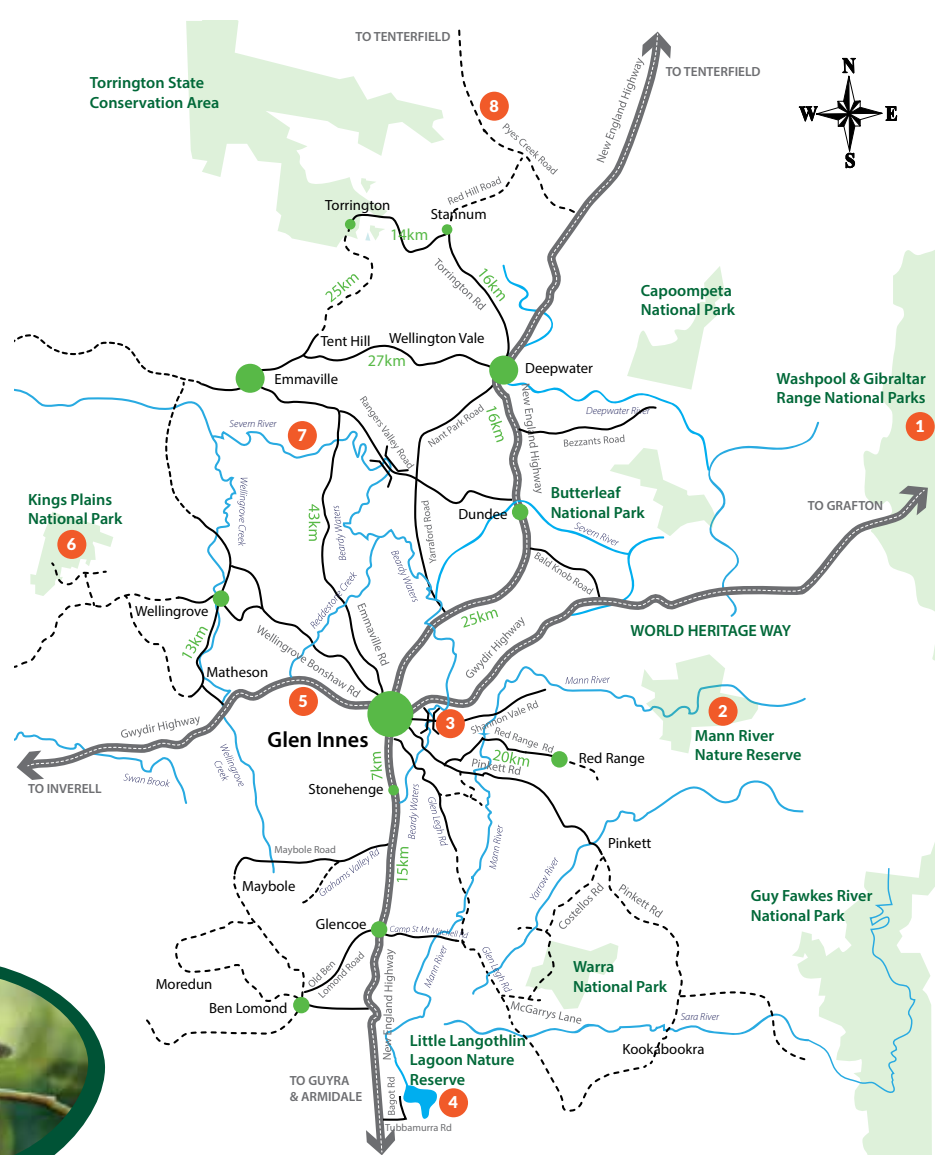 TO TENTERFIELD
TO TENTERFIELD
N
W
E
S
Torrington State
Conservation Area
8
Pyes Creek Road
New England Highway
Red Hill Road
Torrington
Stannum
14km
25km
Torrington Rd
16km
Capoompeta
National Park
Tent Hill
Wellington Vale
27km
Deepwater
Emmaville
Washpool & Gibraltar
Range National Parks
1
Rangers Valley Road
Nant Park Road
16km
New England Highway
Deepwater River
Bezzants Road
Severn River
7
Kings Plains
National Park
6
Wellingrove Creek
43km
Beardy Waters
Yarraford Road
Dundee
Butterleaf
National Park
TO GRAFTON
Severn River
Beardy Waters
Bald Knob Road
Reddestone Creek
Wellingrove
13km
Emmaville Rd
25km
WORLD HERITAGE WAY
Wellingrove Bonshaw Rd
Gwydir Highway
Matheson
5
Mann River
Gwydir Highway
Glen Innes
3
Shannon Vale Rd
Red Range Rd
20km
Pinkett Rd
Red Range
2
Mann River
Nature Reserve
TO INVERELL
Swan Brook
Wellingrove
Creek
7km
Stonehenge
Beardy Waters
Glen Legh Rd
Mann River
15km
Maybole Road
Grahams Valley Rd
Maybole
Pinkett
Yarrow River
Costellos Rd
Pinkett Rd
Guy Fawkes River
National Park
Glencoe
Camp St Mt Mitchell Rd
Old Ben
Lomond Road
Mann River
Glen Legh Rd
Warra
National Park
Moredun
Ben Lomond
New England Highway
McGarrys Lane
Sara River
Kookabookra
Little Langothlin
Lagoon Nature
Reserve
4
TO GUYRA
& ARMIDALE
Bagot Rd
Tubbamurra Rd